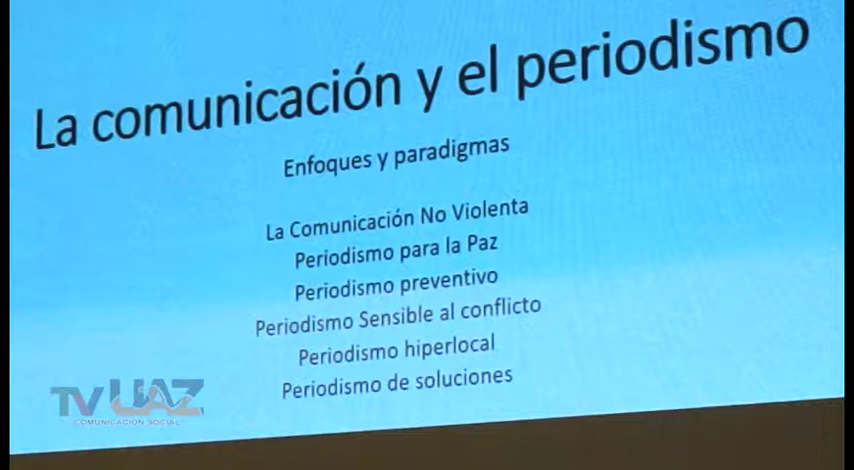 La comunicación y el periodismo
Enfoques y paradigmas
La Comunicación No Violenta
Periodismo para la Paz
Periodismo preventivo
Periodismo Sensible al conflicto
Periodismo hiperlocal
Periodismo de soluciones
TV UAZ
COMUNICACIÓN SOCIAL